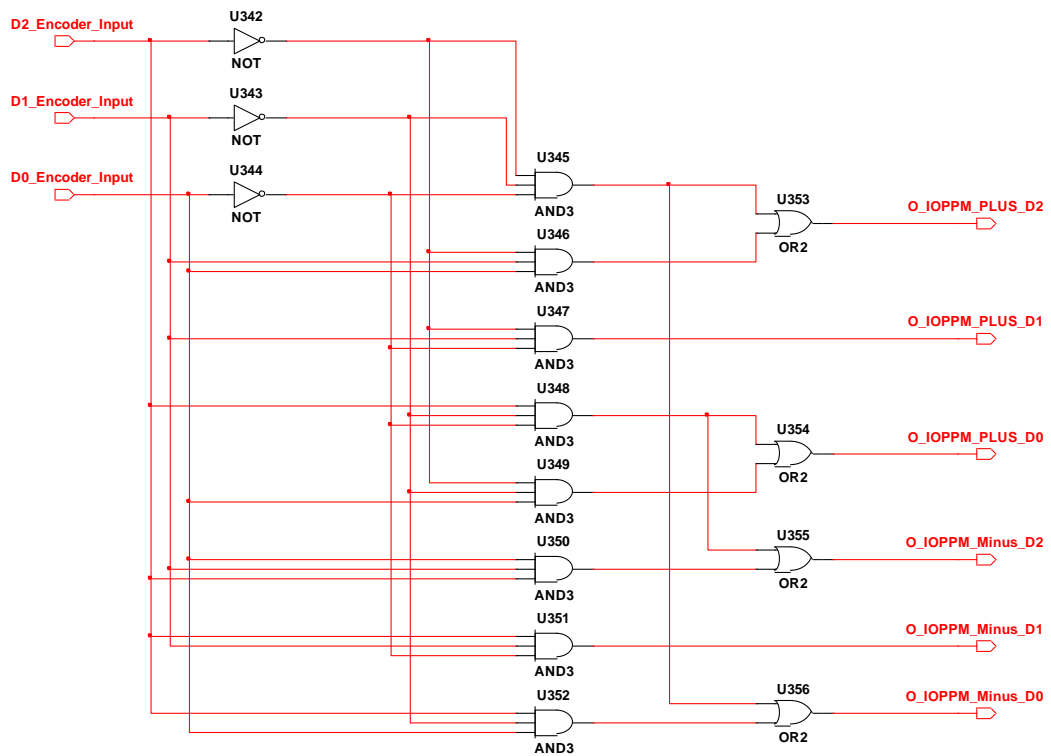 U342
D2_Encoder_Input
NOT
U343
D1_Encoder_Input
NOT
U344
D0_Encoder_Input
NOT
U345
AND3
U353
O_IOPPM_PLUS_D2
OR2
U346
AND3
U347
O_IOPPM_PLUS_D1
AND3
U348
AND3
U354
O_IOPPM_PLUS_D0
OR2
U349
AND3
U355
O_IOPPM_Minus_D2
OR2
U350
AND3
U351
O_IOPPM_Minus_D1
AND3
U352
AND3
U356
O_IOPPM_Minus_D0
OR2